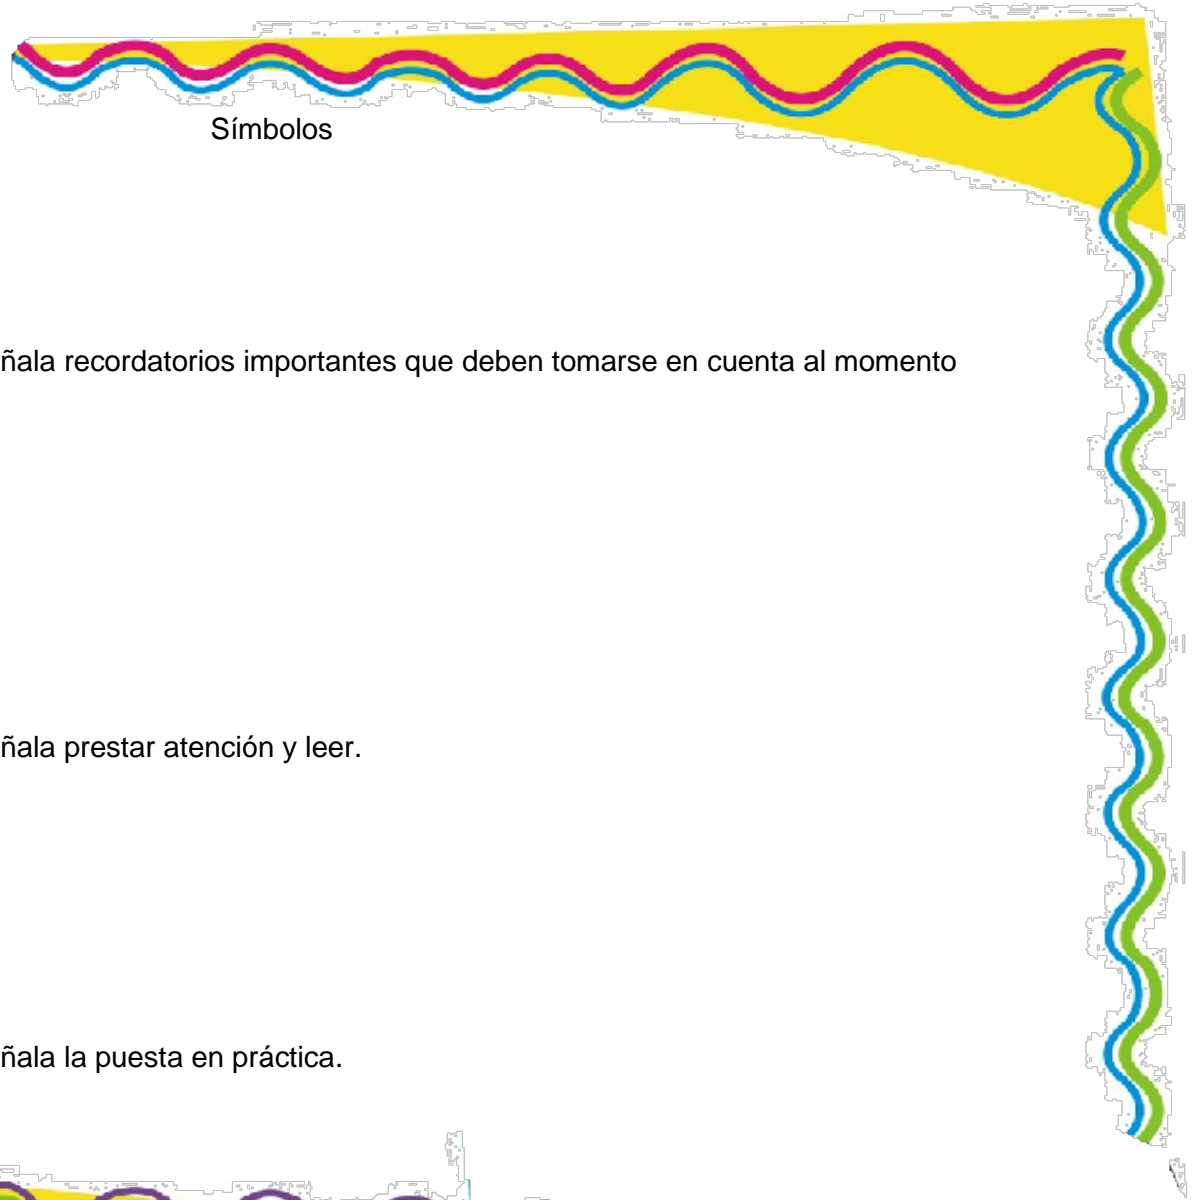 Símbolos
ñala recordatorios importantes que deben tomarse en cuenta al momento
ñala prestar atención y leer.
ñala la puesta en práctica.